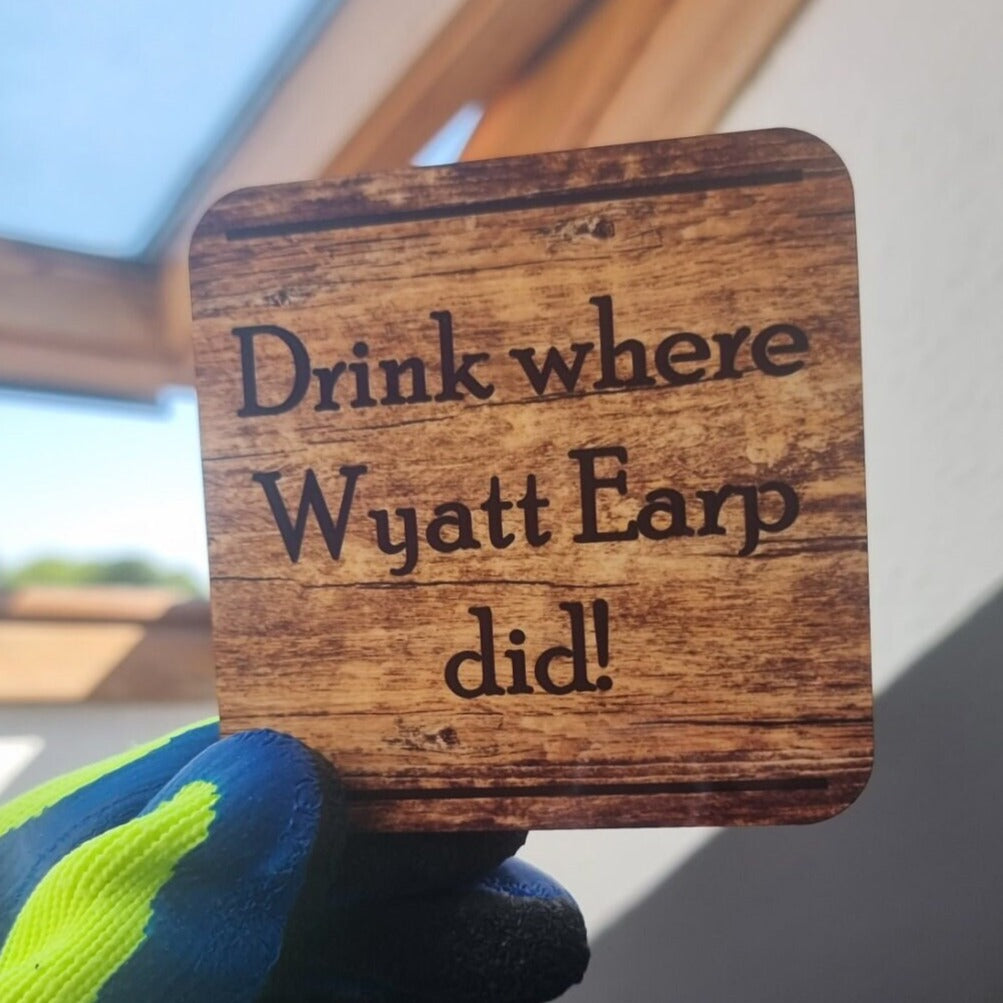 Drink where
Wyatt Earp
did!